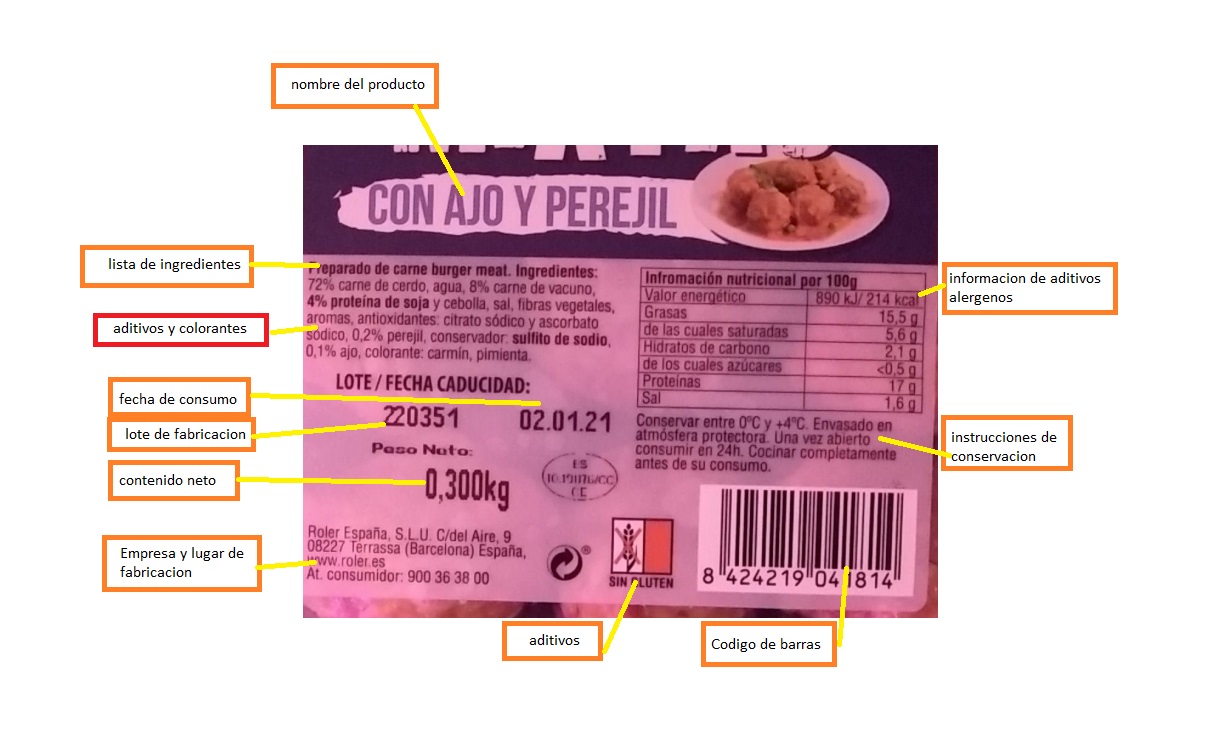 nombre del producto
CON AJO Y PEREJIL
lista de ingredientes
Preparado de carne burger meat. Ingredientes:
72% carne de cerdo, agua, 8% carne de vacuno,
4% proteína de soja y cebolla, sal, fibras vegetales,
aromas, antioxidantes: citrato sódico y ascorbato
sódico, 0,2% perejil, conservador: sulfito de sodio,
0,1% ajo, colorante: carmín, pimienta.
aditivos y colorantes
Infromación nutricional por 100g
Valor energético 890 kJ/ 214 kcal
Grasas 15,5 g
de las cuales saturadas 5,6 g
Hidratos de carbono 2,1 g
de los cuales azúcares <0,5 g
Proteínas 17 g
Sal 1,6 g
informacion de aditivos
alergenos
LOTE / FECHA CADUCIDAD:
220351 02.01.21
fecha de consumo
lote de fabricacion
Peso Neto:
0,300kg
contenido neto
ES
CE
Conservar entre 0ºC y +4ºC. Envasado en
atmósfera protectora. Una vez abierto
consumir en 24h. Cocinar completamente
antes de su consumo.
instrucciones de
conservacion
Empresa y lugar de
fabricacion
Roler España, S.L.U. C/del Aire, 9
08227 Terrassa (Barcelona) España,
www.roler.es
At. consumidor: 900 36 38 00
SIN GLUTEN
8 424219 041814
aditivos
Codigo de barras